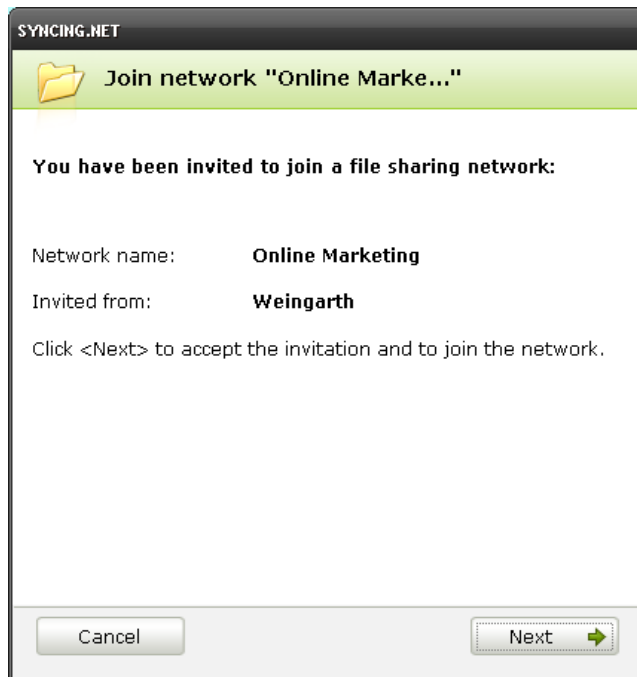 SYNCING.NET
Join network "Online Marke..."
You have been invited to join a file sharing network:
Network name: Online Marketing
Invited from: Weingarth
Click <Next> to accept the invitation and to join the network.
Cancel Next